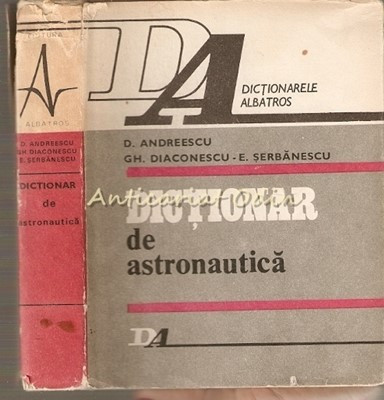 ALBATROS
D. ANDREESCU
GH. DIACONESCU
E. ȘERBĂNESCU
DICȚIONAR
de
astronautică
DA
DICȚIONARELE
ALBATROS
D. ANDREESCU
GH. DIACONESCU - E. ȘERBĂNESCU
Anticariat Odin
DICȚIONAR
de
astronautică
DA